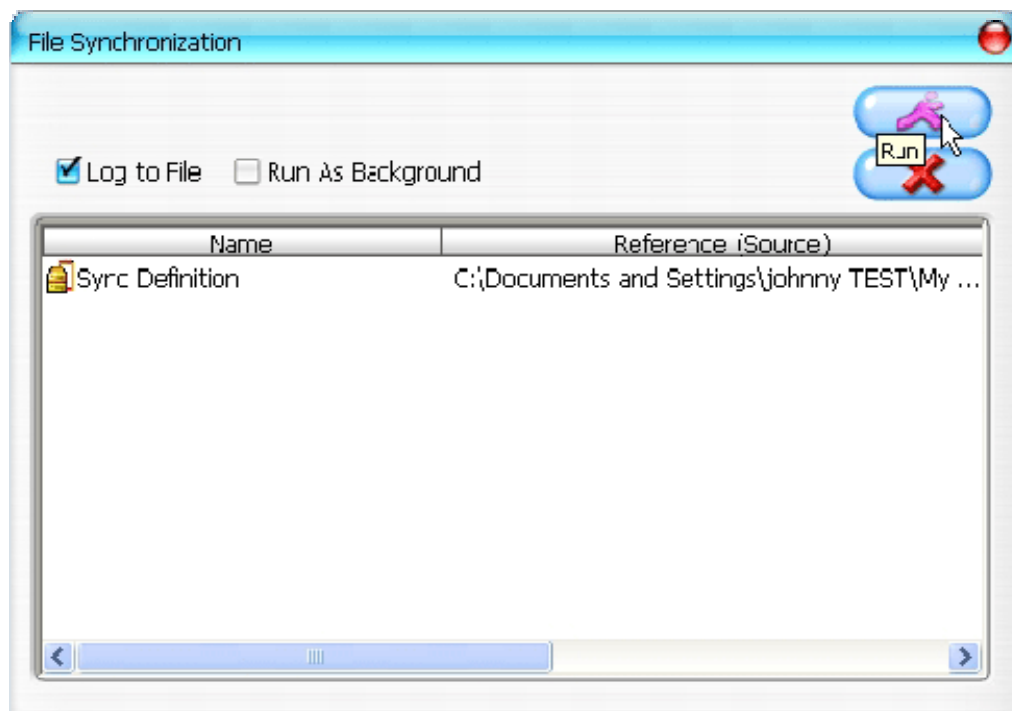 File Synchronization
Run
Log to File Run As Background
Name Reference (Source)
Sync Definition C:\Documents and Settings\johnny TEST\My ...